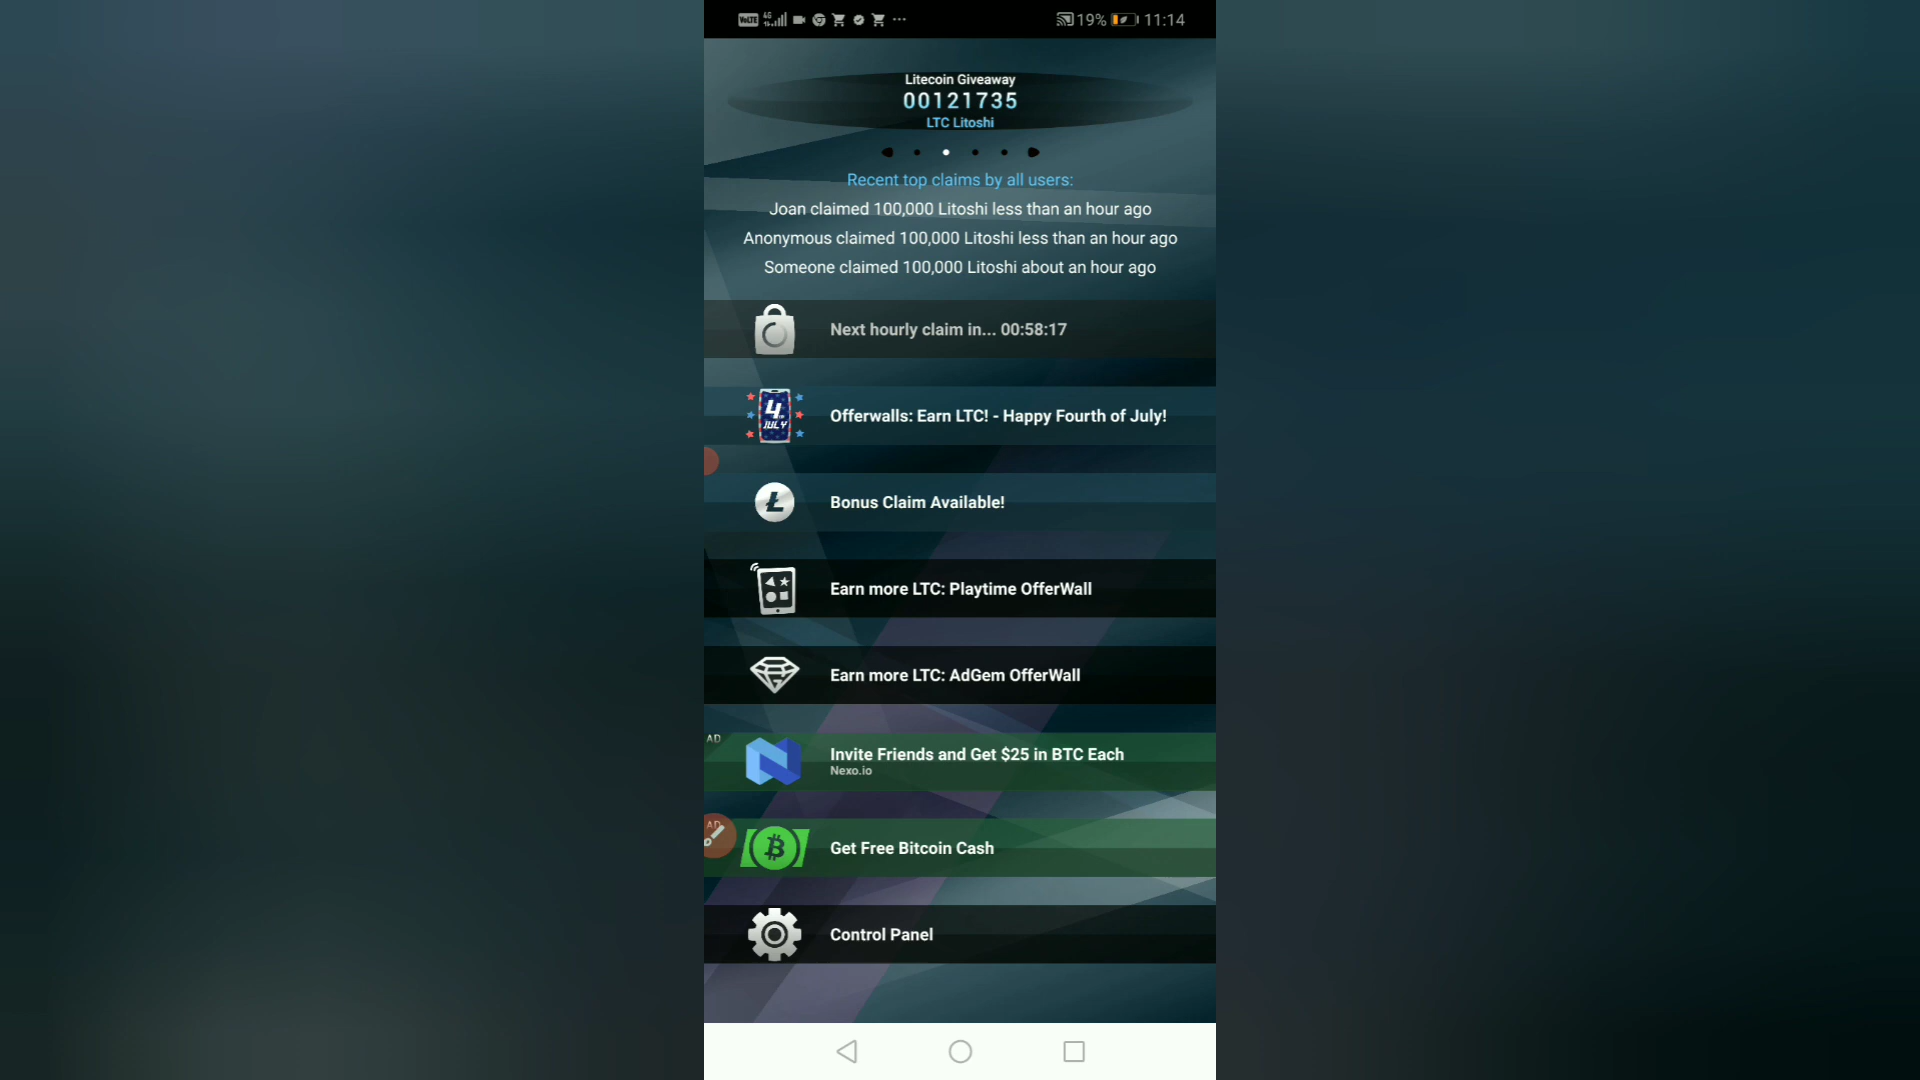 VoLTE 4G 19% 11:14
Litecoin Giveaway
00121735
LTC Litoshi
Recent top claims by all users:
Joan claimed 100,000 Litoshi less than an hour ago
Anonymous claimed 100,000 Litoshi less than an hour ago
Someone claimed 100,000 Litoshi about an hour ago
Next hourly claim in... 00:58:17
4TH
JULY
Offerwalls: Earn LTC! - Happy Fourth of July!
Bonus Claim Available!
Earn more LTC: Playtime OfferWall
Earn more LTC: AdGem OfferWall
AD
Invite Friends and Get $25 in BTC Each
Nexo.io
AD
Get Free Bitcoin Cash
Control Panel